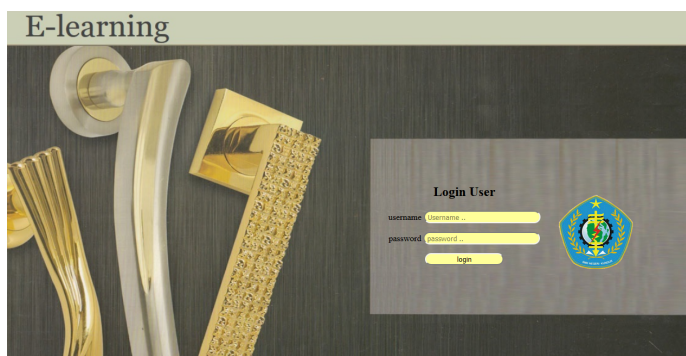 E-learning
Login User
username Username ..
password password ..
login